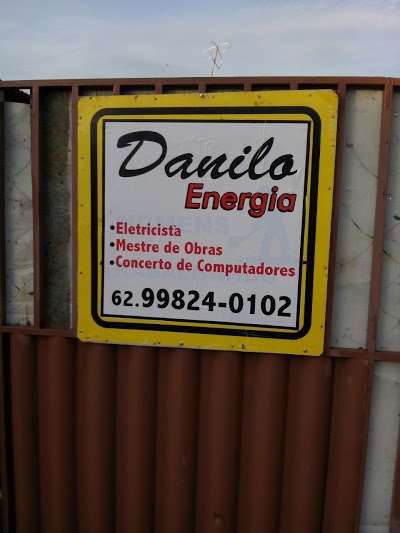 Danilo
Energia
•Eletricista
•Mestre de Obras
•Concerto de Computadores
62.99824-0102